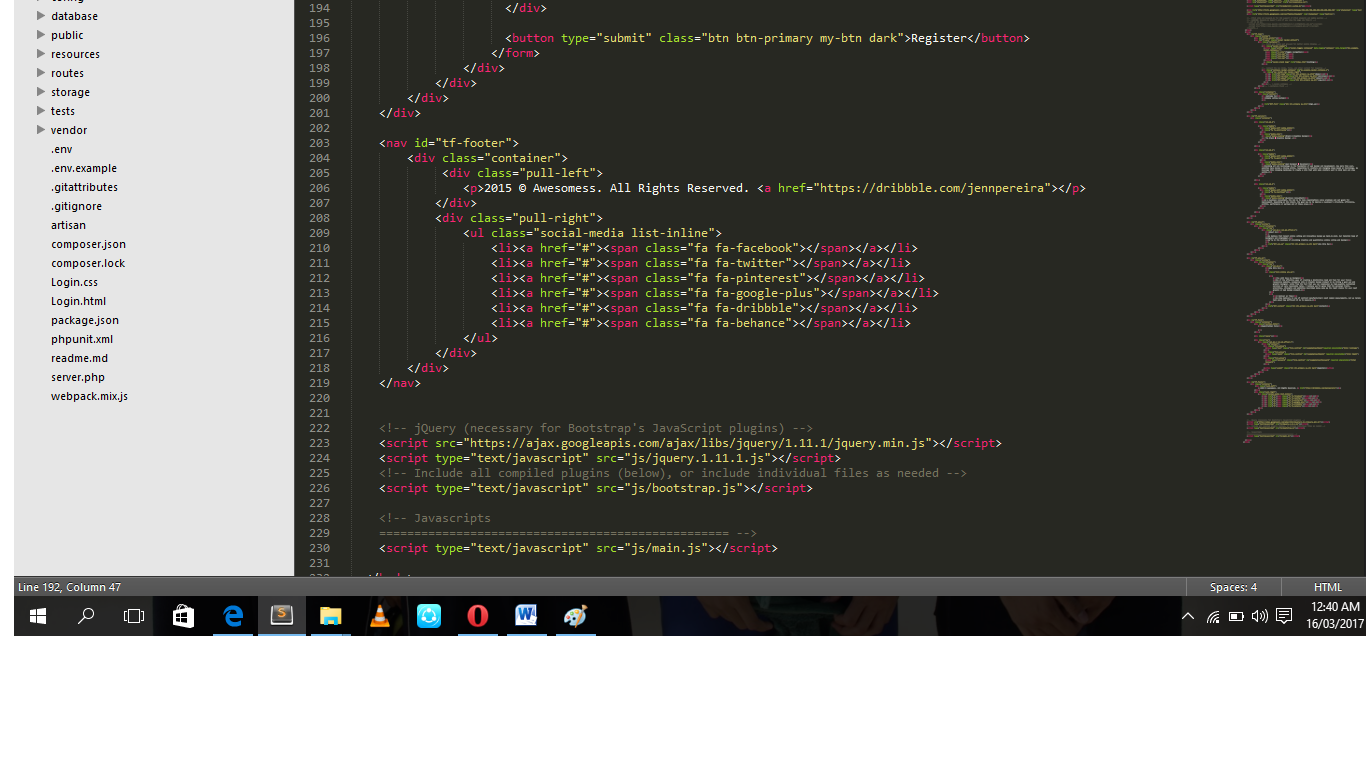 database
public
resources
routes
storage
tests
vendor
.env
.env.example
.gitattributes
.gitignore
artisan
composer.json
composer.lock
Login.css
Login.html
package.json
phpunit.xml
readme.md
server.php
webpack.mix.js
194 </div>
195
196 <button type="submit" class="btn btn-primary my-btn dark">Register</button>
197 </form>
198 </div>
199 </div>
200 </div>
201 </div>
202
203 <nav id="tf-footer">
204 <div class="container">
205 <div class="pull-left">
206 <p>2015 © Awesomess. All Rights Reserved. <a href="https://dribbble.com/jennpereira"></p>
207 </div>
208 <div class="pull-right">
209 <ul class="social-media list-inline">
210 <li><a href="#"><span class="fa fa-facebook"></span></a></li>
211 <li><a href="#"><span class="fa fa-twitter"></span></a></li>
212 <li><a href="#"><span class="fa fa-pinterest"></span></a></li>
213 <li><a href="#"><span class="fa fa-google-plus"></span></a></li>
214 <li><a href="#"><span class="fa fa-dribbble"></span></a></li>
215 <li><a href="#"><span class="fa fa-behance"></span></a></li>
216 </ul>
217 </div>
218 </div>
219 </nav>
220
221
222 <!-- jQuery (necessary for Bootstrap's JavaScript plugins) -->
223 <script src="https://ajax.googleapis.com/ajax/libs/jquery/1.11.1/jquery.min.js"></script>
224 <script type="text/javascript" src="js/jquery.1.11.1.js"></script>
225 <!-- Include all compiled plugins (below), or include individual files as needed -->
226 <script type="text/javascript" src="js/bootstrap.js"></script>
227
228 <!-- Javascripts
229 ================================================== -->
230 <script type="text/javascript" src="js/main.js"></script>
231
Line 192, Column 47
Spaces: 4
HTML
12:40 AM
16/03/2017